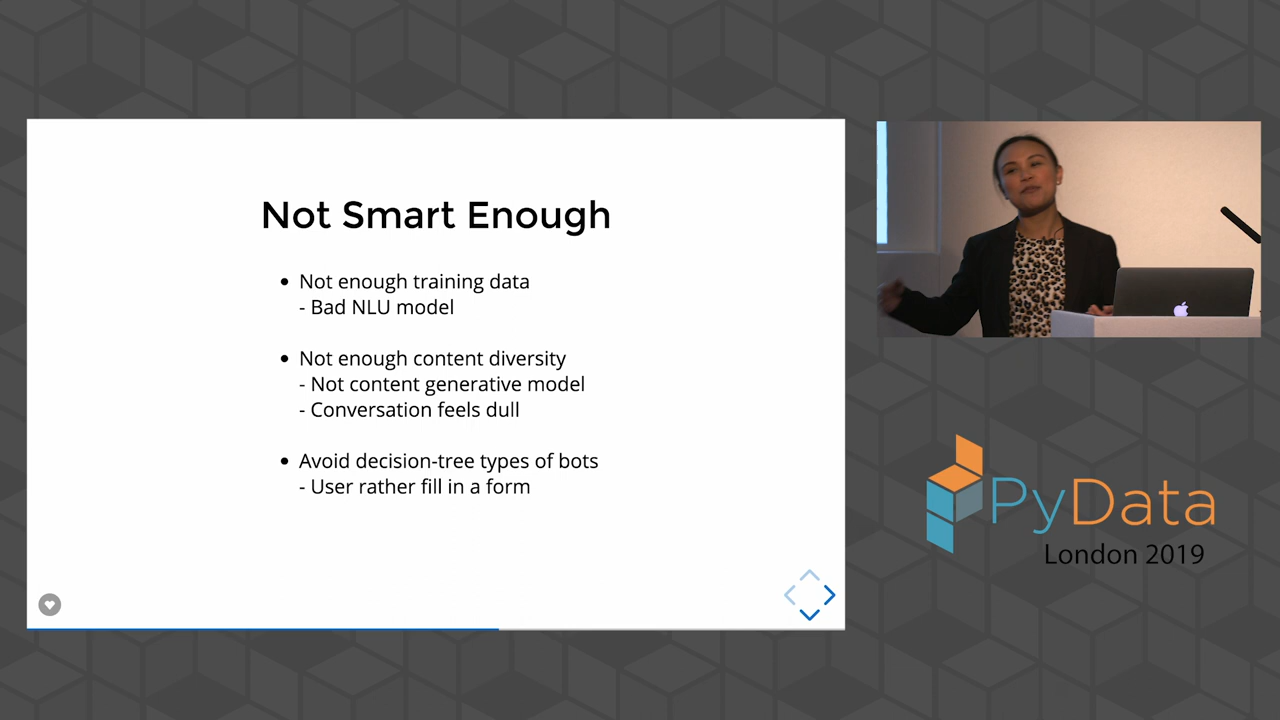 Not Smart Enough
• Not enough training data
- Bad NLU model
• Not enough content diversity
- Not content generative model
- Conversation feels dull
• Avoid decision-tree types of bots
- User rather fill in a form
PyData
London 2019